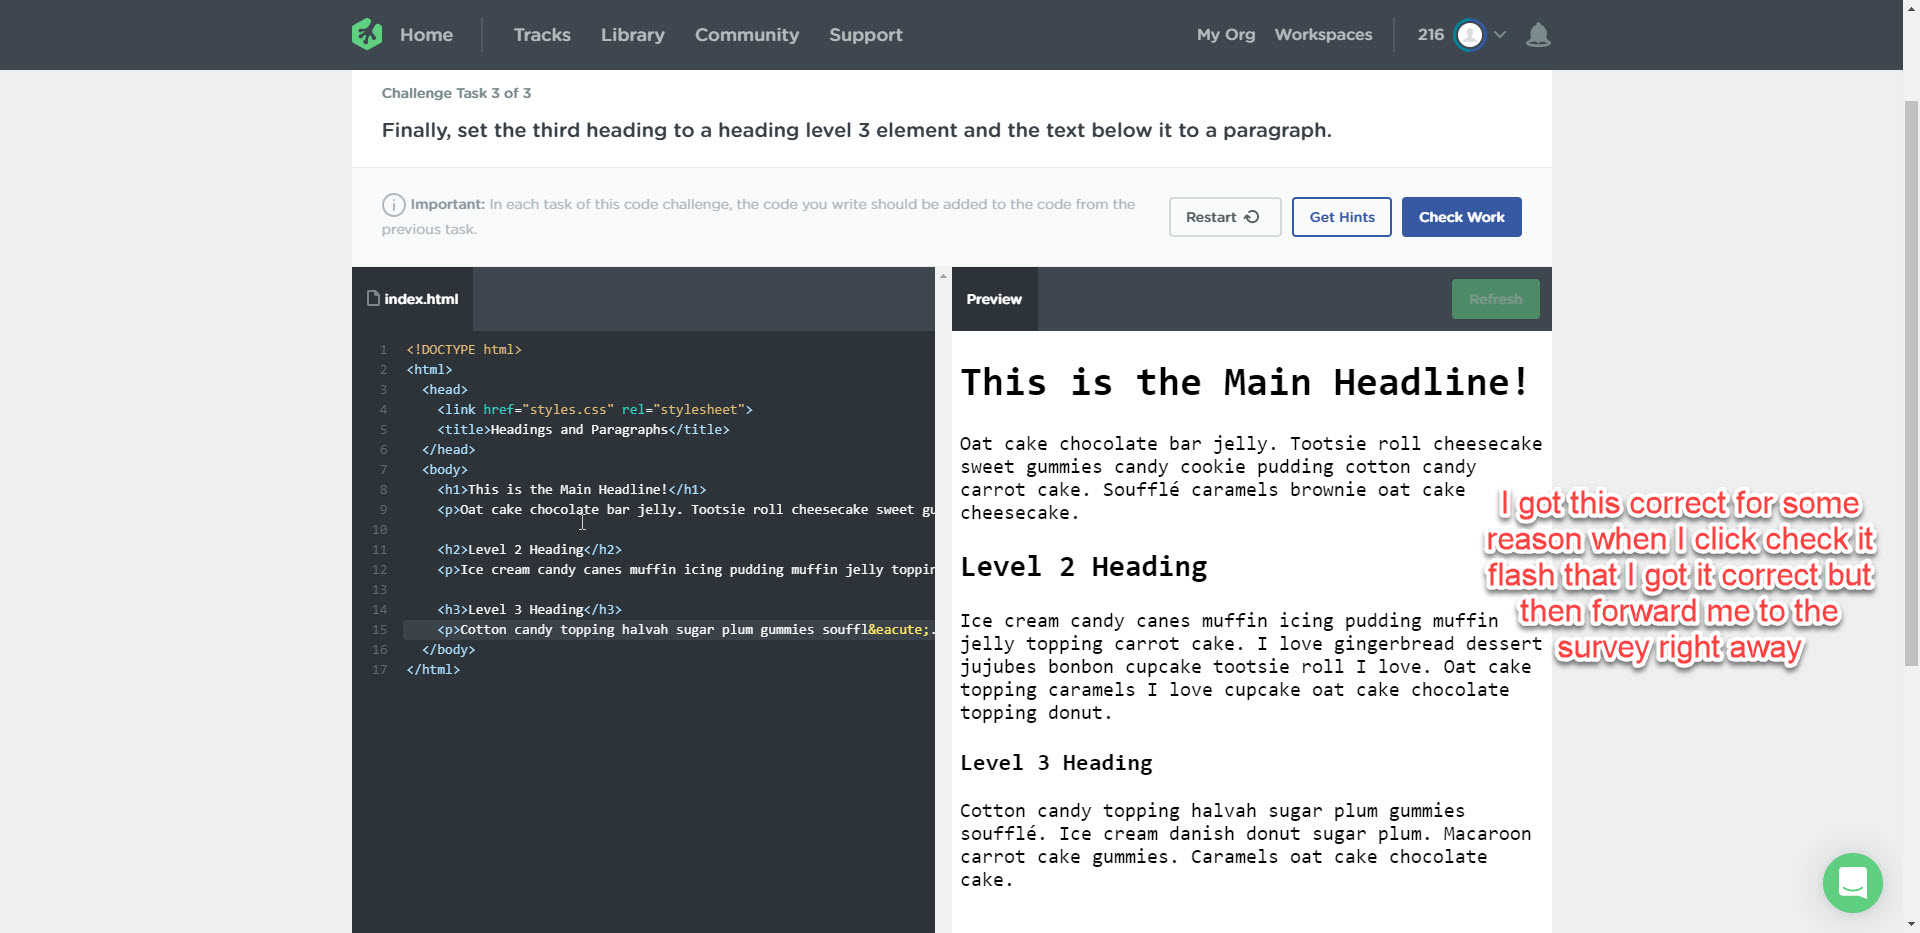 Home
Tracks
Library
Community
Support
My Org
Workspaces
216
Challenge Task 3 of 3
Finally, set the third heading to a heading level 3 element and the text below it to a paragraph.
Important: In each task of this code challenge, the code you write should be added to the code from the
previous task.
Restart
Get Hints
Check Work
index.html
1 <!DOCTYPE html>
2 <html>
3 <head>
4 <link href="styles.css" rel="stylesheet">
5 <title>Headings and Paragraphs</title>
6 </head>
7 <body>
8 <h1>This is the Main Headline!</h1>
9 <p>Oat cake chocolate bar jelly. Tootsie roll cheesecake sweet gu
10
11 <h2>Level 2 Heading</h2>
12 <p>Ice cream candy canes muffin icing pudding muffin jelly toppin
13
14 <h3>Level 3 Heading</h3>
15 <p>Cotton candy topping halvah sugar plum gummies souffl&eacute;.
16 </body>
17 </html>
Preview
Refresh
This is the Main Headline!
Oat cake chocolate bar jelly. Tootsie roll cheesecake
sweet gummies candy cookie pudding cotton candy
carrot cake. Soufflé caramels brownie oat cake
cheesecake.
Level 2 Heading
Ice cream candy canes muffin icing pudding muffin
jelly topping carrot cake. I love gingerbread dessert
jujubes bonbon cupcake tootsie roll I love. Oat cake
topping caramels I love cupcake oat cake chocolate
topping donut.
Level 3 Heading
Cotton candy topping halvah sugar plum gummies
soufflé. Ice cream danish donut sugar plum. Macaroon
carrot cake gummies. Caramels oat cake chocolate
cake.
I got this correct for some
reason when I click check it
flash that I got it correct but
then forward me to the
survey right away